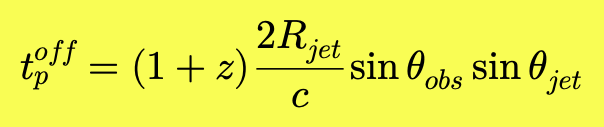 $t_p^{off} = (1 + z)\frac{2R_{jet}}{c}\sin\theta_{obs}\sin\theta_{jet}$